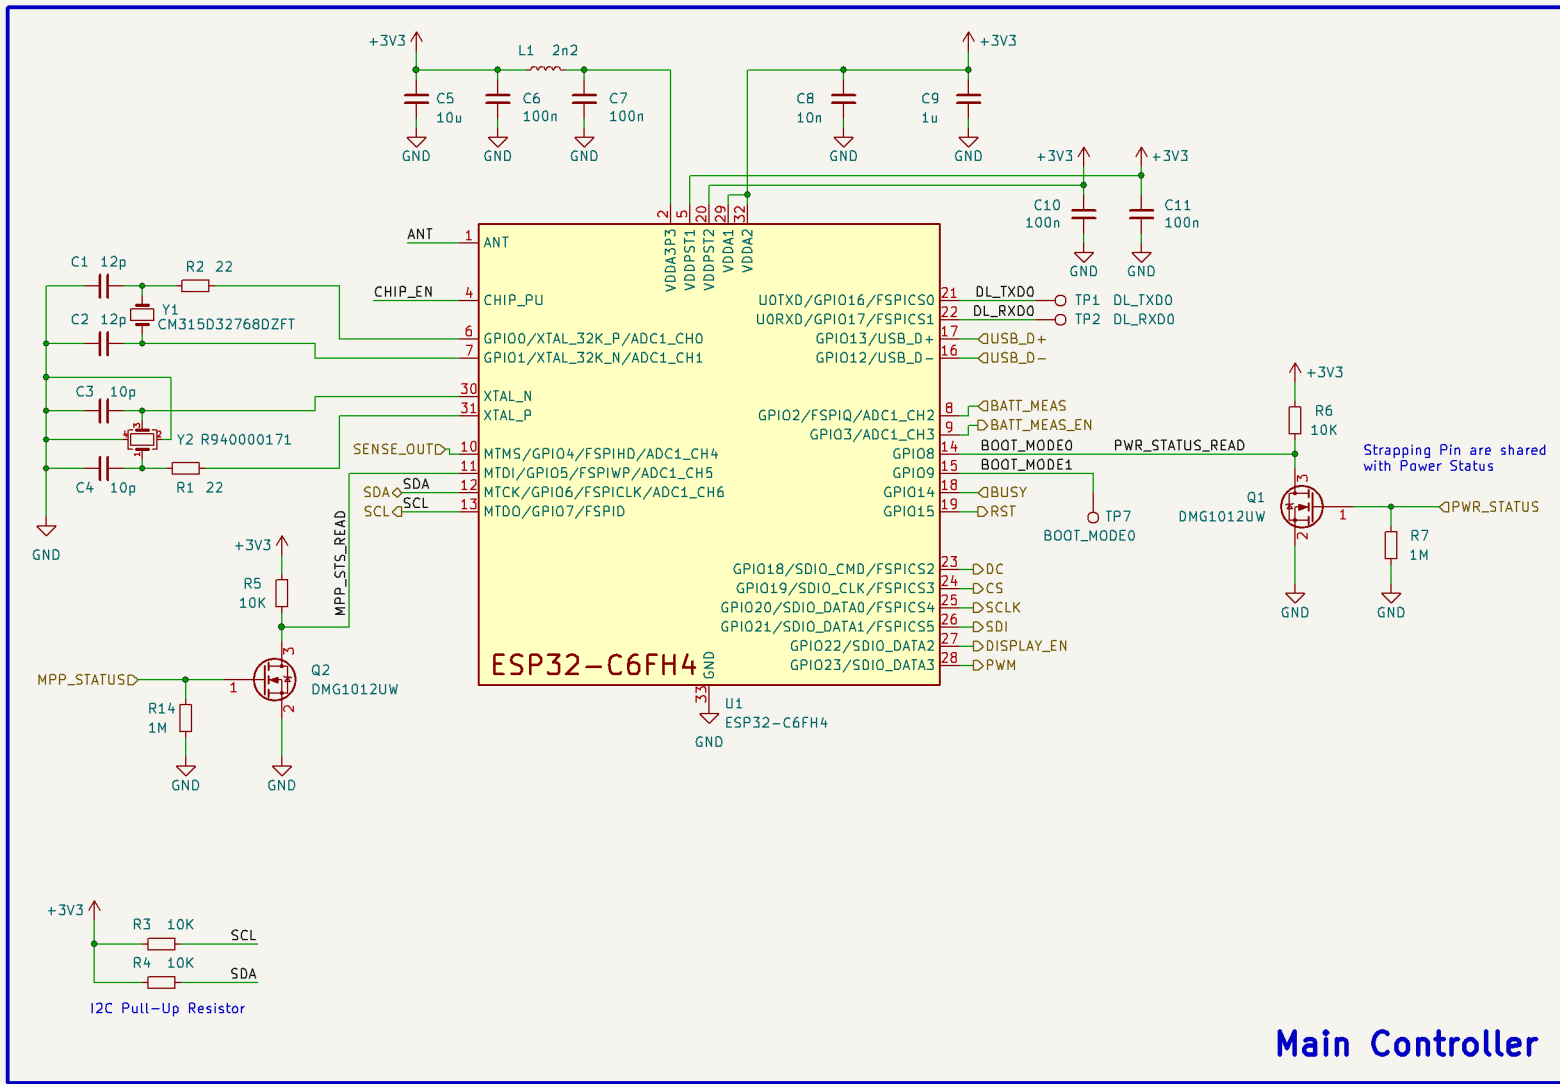 +3V3
L1 2n2
+3V3
C5 10u
C6 100n
C7 100n
C8 10n
C9 1u
GND
GND
GND
GND
GND
+3V3
+3V3
C10 100n
C11 100n
GND
GND
2
5
20
29
32
VDDA3P3
VDDPST1
VDDPST2
VDDA1
VDDA2
ANT
1
ANT
CHIP_EN
4
CHIP_PU
C1 12p
R2 22
Y1
CM315D32768DZFT
C2 12p
6
GPIO0/XTAL_32K_P/ADC1_CH0
7
GPIO1/XTAL_32K_N/ADC1_CH1
C3 10p
30
XTAL_N
31
XTAL_P
3
4
2
1
Y2 R940000171
C4 10p
R1 22
GND
SENSE_OUT
10
MTMS/GPIO4/FSPIHD/ADC1_CH4
11
MTDI/GPIO5/FSPIWP/ADC1_CH5
SDA
SDA
12
MTCK/GPIO6/FSPICLK/ADC1_CH6
SCL
SCL
13
MTDO/GPIO7/FSPID
U0TXD/GPIO16/FSPICS0
21
DL_TXD0
TP1 DL_TXD0
U0RXD/GPIO17/FSPICS1
22
DL_RXD0
TP2 DL_RXD0
GPIO13/USB_D+
17
USB_D+
GPIO12/USB_D-
16
USB_D-
GPIO2/FSPIQ/ADC1_CH2
8
BATT_MEAS
GPIO3/ADC1_CH3
9
BATT_MEAS_EN
GPIO8
14
BOOT_MODE0
PWR_STATUS_READ
GPIO9
15
BOOT_MODE1
GPIO14
18
BUSY
GPIO15
19
RST
TP7
BOOT_MODE0
GPIO18/SDIO_CMD/FSPICS2
23
DC
GPIO19/SDIO_CLK/FSPICS3
24
CS
GPIO20/SDIO_DATA0/FSPICS4
25
SCLK
GPIO21/SDIO_DATA1/FSPICS5
26
SDI
GPIO22/SDIO_DATA2
27
DISPLAY_EN
GPIO23/SDIO_DATA3
28
PWM
ESP32-C6FH4
GND
33
U1
ESP32-C6FH4
GND
+3V3
R6
10K
Strapping Pin are shared
with Power Status
3
Q1
DMG1012UW
1
2
PWR_STATUS
R7
1M
GND
GND
+3V3
R5
10K
MPP_STS_READ
3
MPP_STATUS
1
Q2
DMG1012UW
2
R14
1M
GND
GND
+3V3
R3 10K
SCL
R4 10K
SDA
I2C Pull-Up Resistor
Main Controller